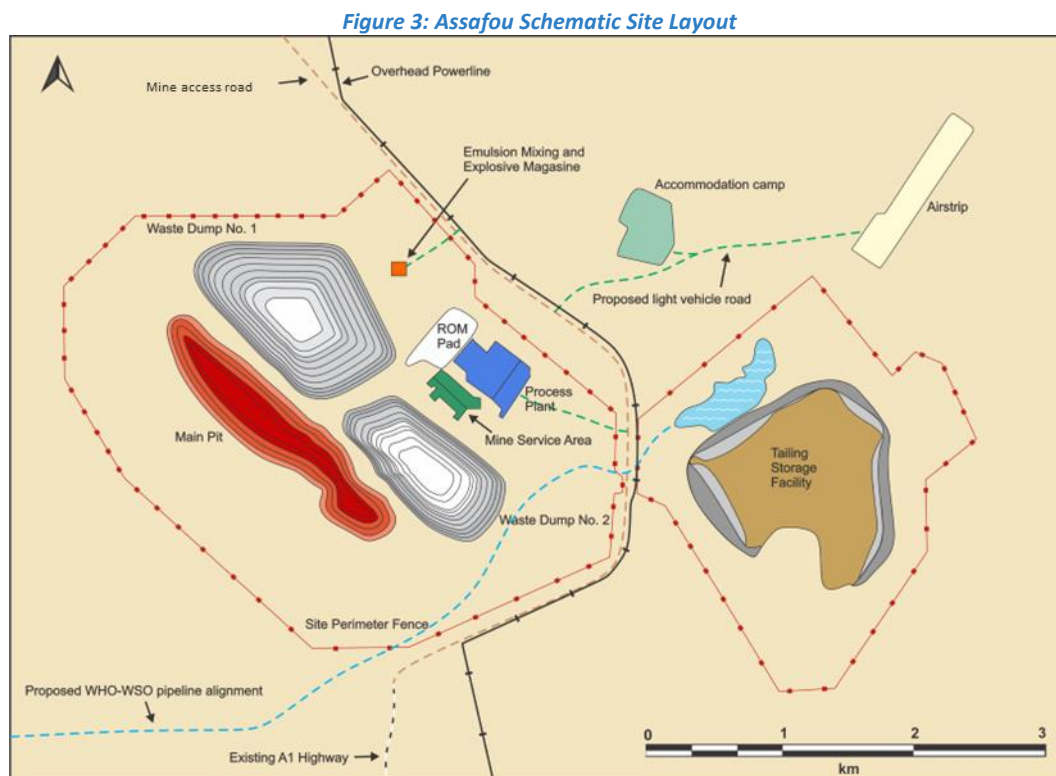 Figure 3: Assafou Schematic Site Layout
Overhead Powerline
Mine access road
Emulsion Mixing and
Explosive Magasine
Accommodation camp
Airstrip
Waste Dump No. 1
Proposed light vehicle road
ROM
Pad
Process
Plant
Main Pit
Mine Service Area
Tailing
Storage
Facility
Waste Dump No. 2
Site Perimeter Fence
Proposed WHO-WSO pipeline alignment
Existing A1 Highway
0 1 2 3
km